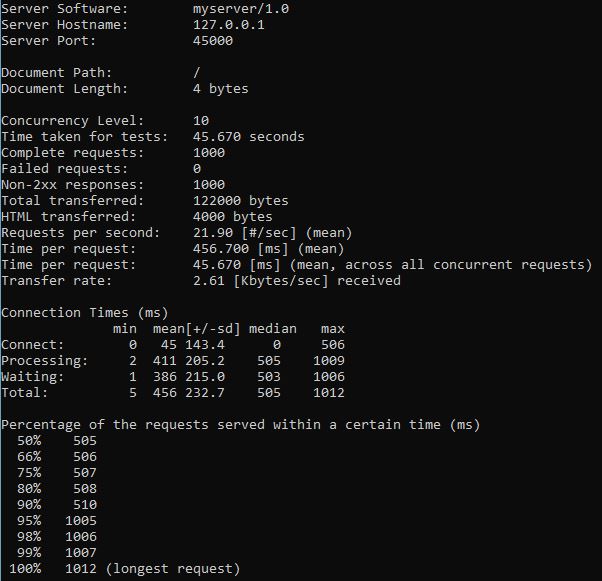 Server Software:        myserver/1.0
Server Hostname:        127.0.0.1
Server Port:            45000

Document Path:          /
Document Length:        4 bytes

Concurrency Level:      10
Time taken for tests:   45.670 seconds
Complete requests:      1000
Failed requests:        0
Non-2xx responses:      1000
Total transferred:      122000 bytes
HTML transferred:       4000 bytes
Requests per second:    21.90 [#/sec] (mean)
Time per request:       456.700 [ms] (mean)
Time per request:       45.670 [ms] (mean, across all concurrent requests)
Transfer rate:          2.61 [Kbytes/sec] received

Connection Times (ms)
              min  mean[+/-sd] median   max
Connect:        0   45 143.4      0     506
Processing:     2  411 205.2    505    1009
Waiting:        1  386 215.0    503    1006
Total:          5  456 232.7    505    1012

Percentage of the requests served within a certain time (ms)
  50%    505
  66%    506
  75%    507
  80%    508
  90%    510
  95%   1005
  98%   1006
  99%   1007
 100%   1012 (longest request)